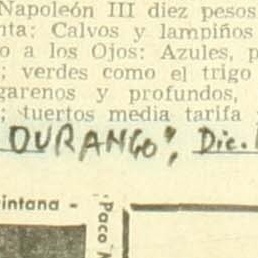 Napoleón III diez pesos
nta; Calvos y lampiños
o a los Ojos: Azules, p
; verdes como el trigo
garenos y profundos,
; tuertos media tarifa
DURANGO", Dic.
intana -
"Paco